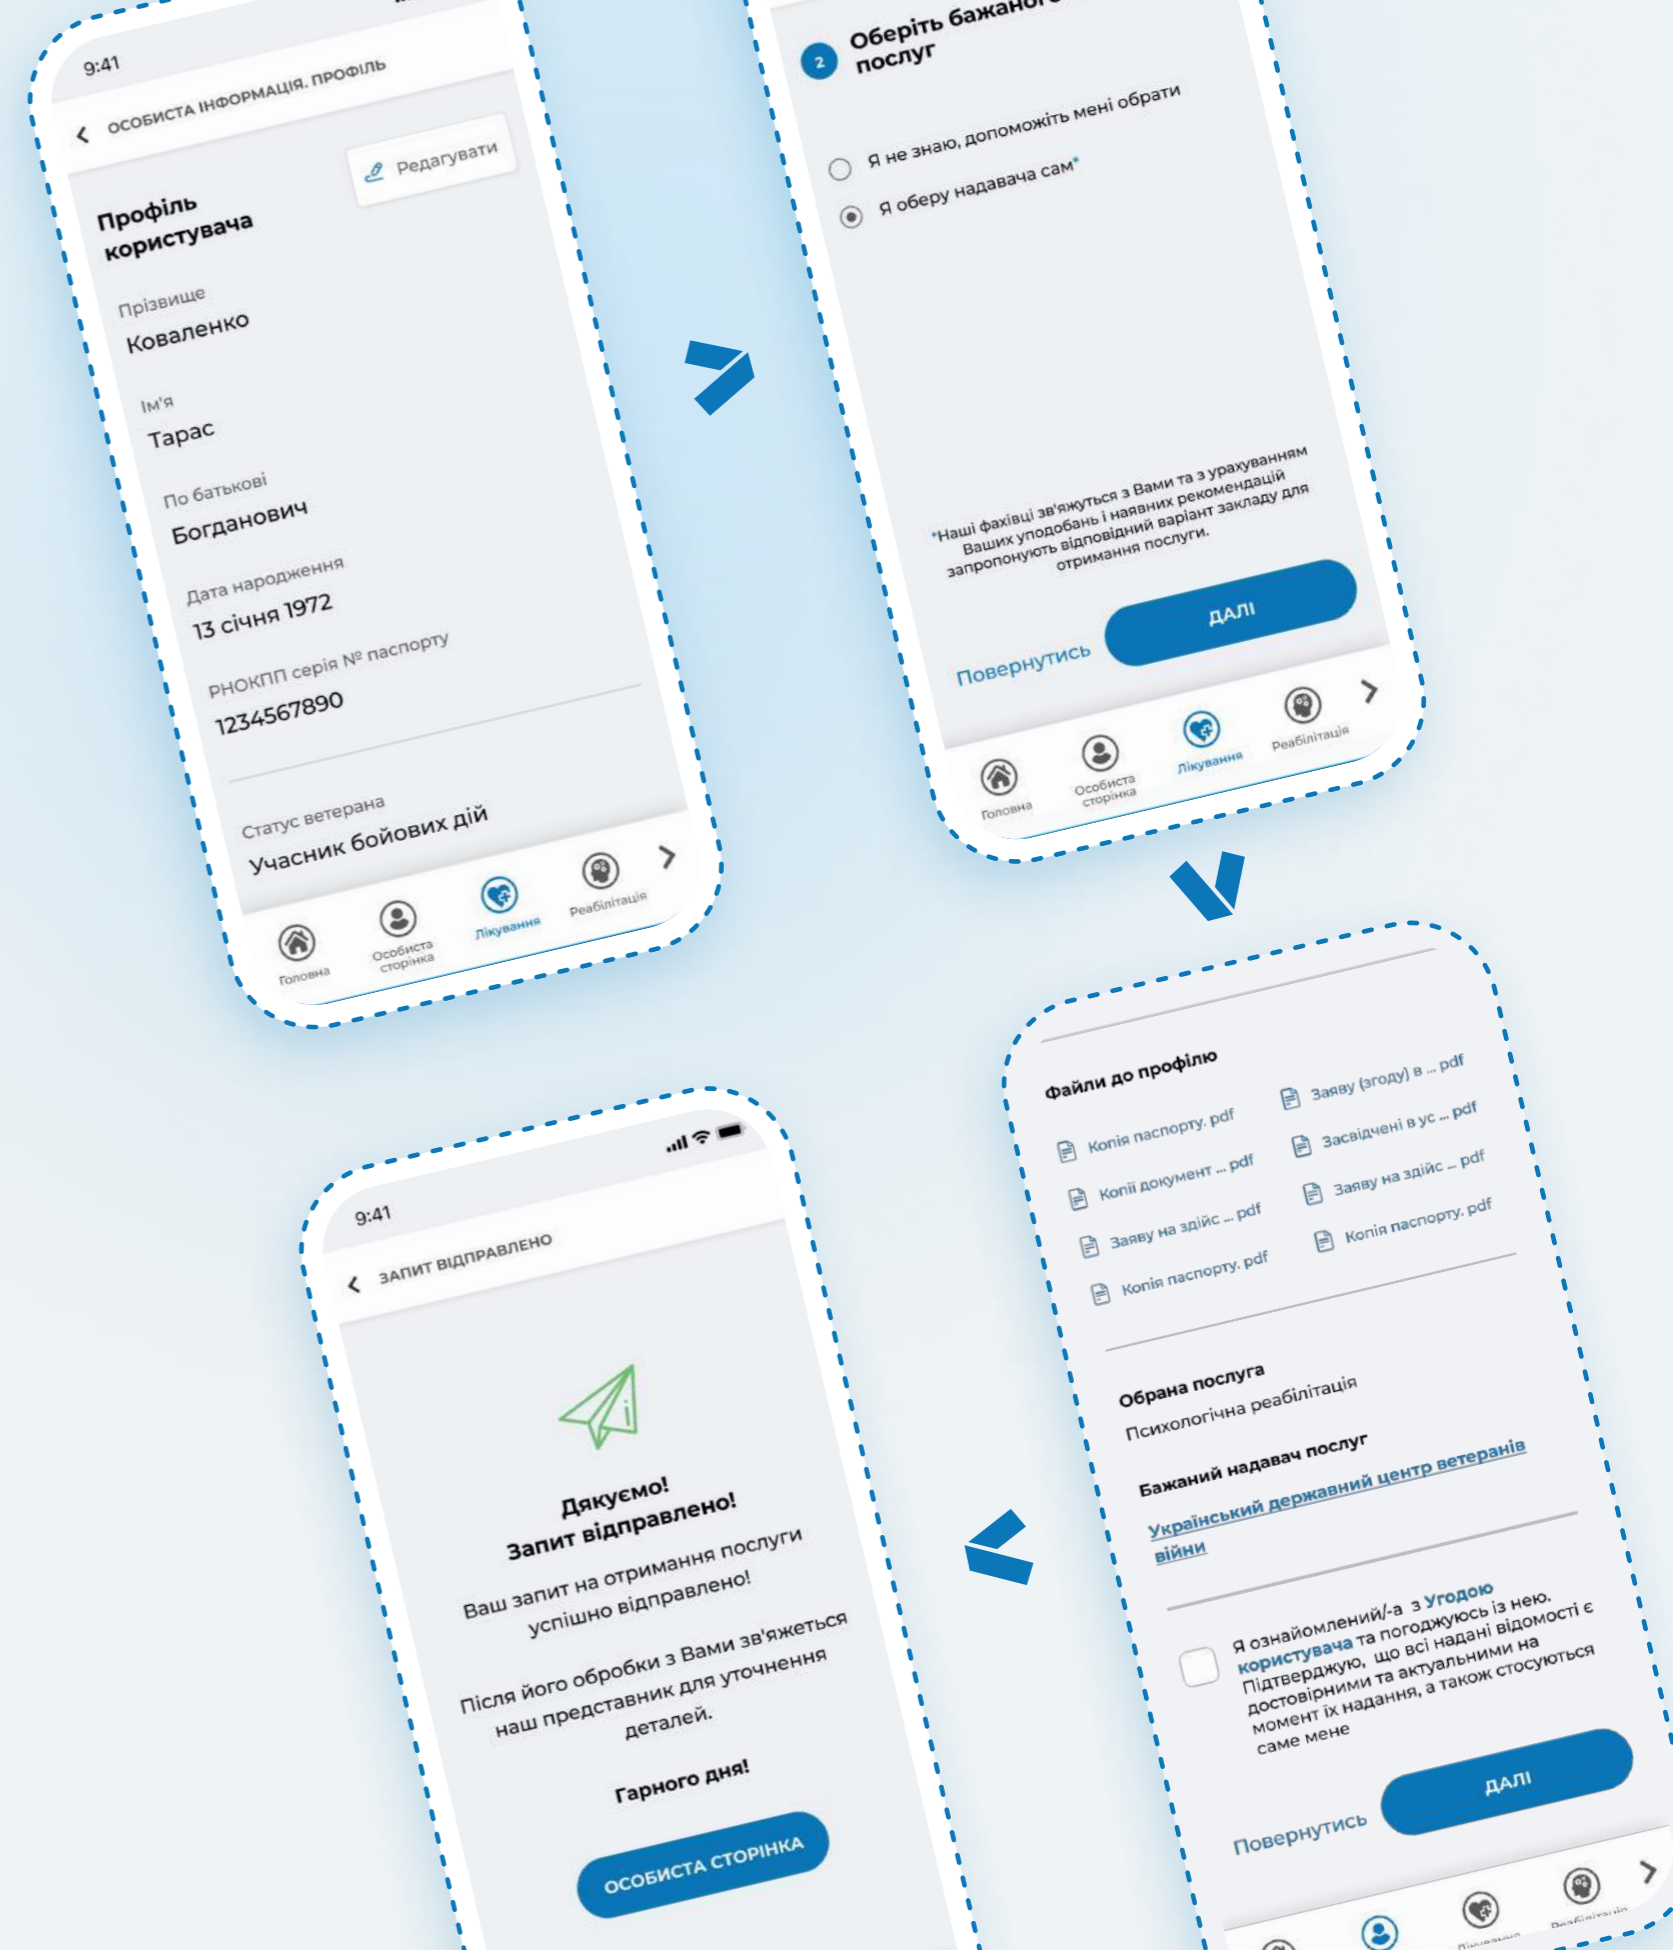 9:41
ОСОБИСТА ІНФОРМАЦІЯ. ПРОФІЛЬ
Профіль
користувача
Редагувати
Прізвище
Коваленко
Ім'я
Тарас
По батькові
Богданович
Дата народження
13 січня 1972
РНОКПП серія № паспорту
1234567890
Статус ветерана
Учасник бойових дій
Головна
Особиста
сторінка
Лікування
Реабілітація
2
Оберіть бажаного
послуг
Я не знаю, допоможіть мені обрати
Я оберу надавача сам*
*Наші фахівці зв'яжуться з Вами та з урахуванням
Ваших уподобань і наявних рекомендацій
запропонують відповідний варіант закладу для
отримання послуги.
Повернутись
ДАЛІ
Головна
Особиста
сторінка
Лікування
Реабілітація
Файли до профілю
Копія паспорту. pdf
Заяву (згоду) в ... pdf
Копії документ ... pdf
Засвідчені в ус ... pdf
Заяву на здійс ... pdf
Заяву на здійс ... pdf
Копія паспорту. pdf
Копія паспорту. pdf
Обрана послуга
Психологічна реабілітація
Бажаний надавач послуг
Український державний центр ветеранів
війни
Я ознайомлений/-а з Угодою
користувача та погоджуюсь із нею.
Підтверджую, що всі надані відомості є
достовірними та актуальними на
момент їх надання, а також стосуються
саме мене
Повернутись
ДАЛІ
9:41
ЗАПИТ ВІДПРАВЛЕНО
Дякуємо!
Запит відправлено!
Ваш запит на отримання послуги
успішно відправлено!
Після його обробки з Вами зв'яжеться
наш представник для уточнення
деталей.
Гарного дня!
ОСОБИСТА СТОРІНКА